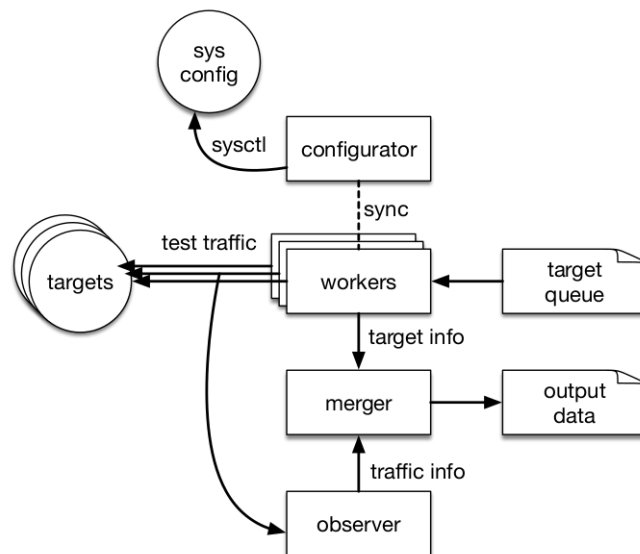 sys
config
sysctl
configurator
sync
test traffic
targets
workers
target
queue
target info
merger
output
data
traffic info
observer